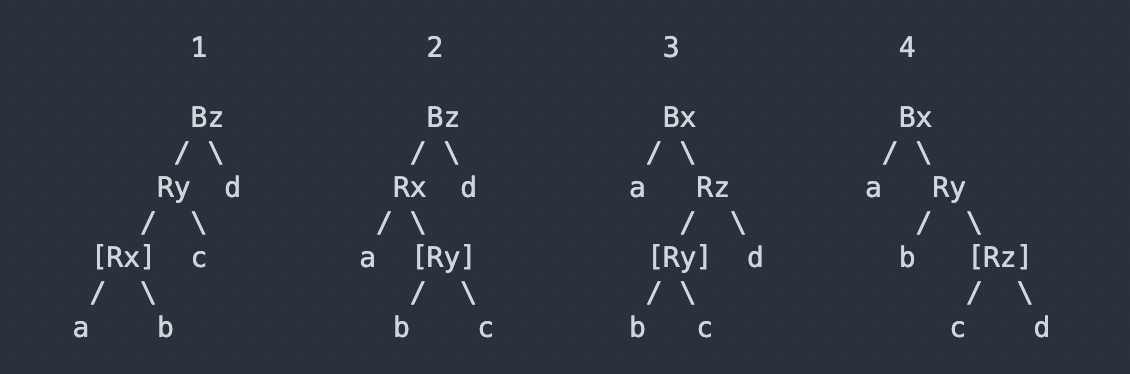 1 2 3 4
Bz Bz Bx Bx
/ \ / \ / \ / \
Ry d Rx d a Rz a Ry
/ \ / \ / \ / \
[Rx] c a [Ry] [Ry] d b [Rz]
/ \ / \ / \ / \
a b b c b c c d